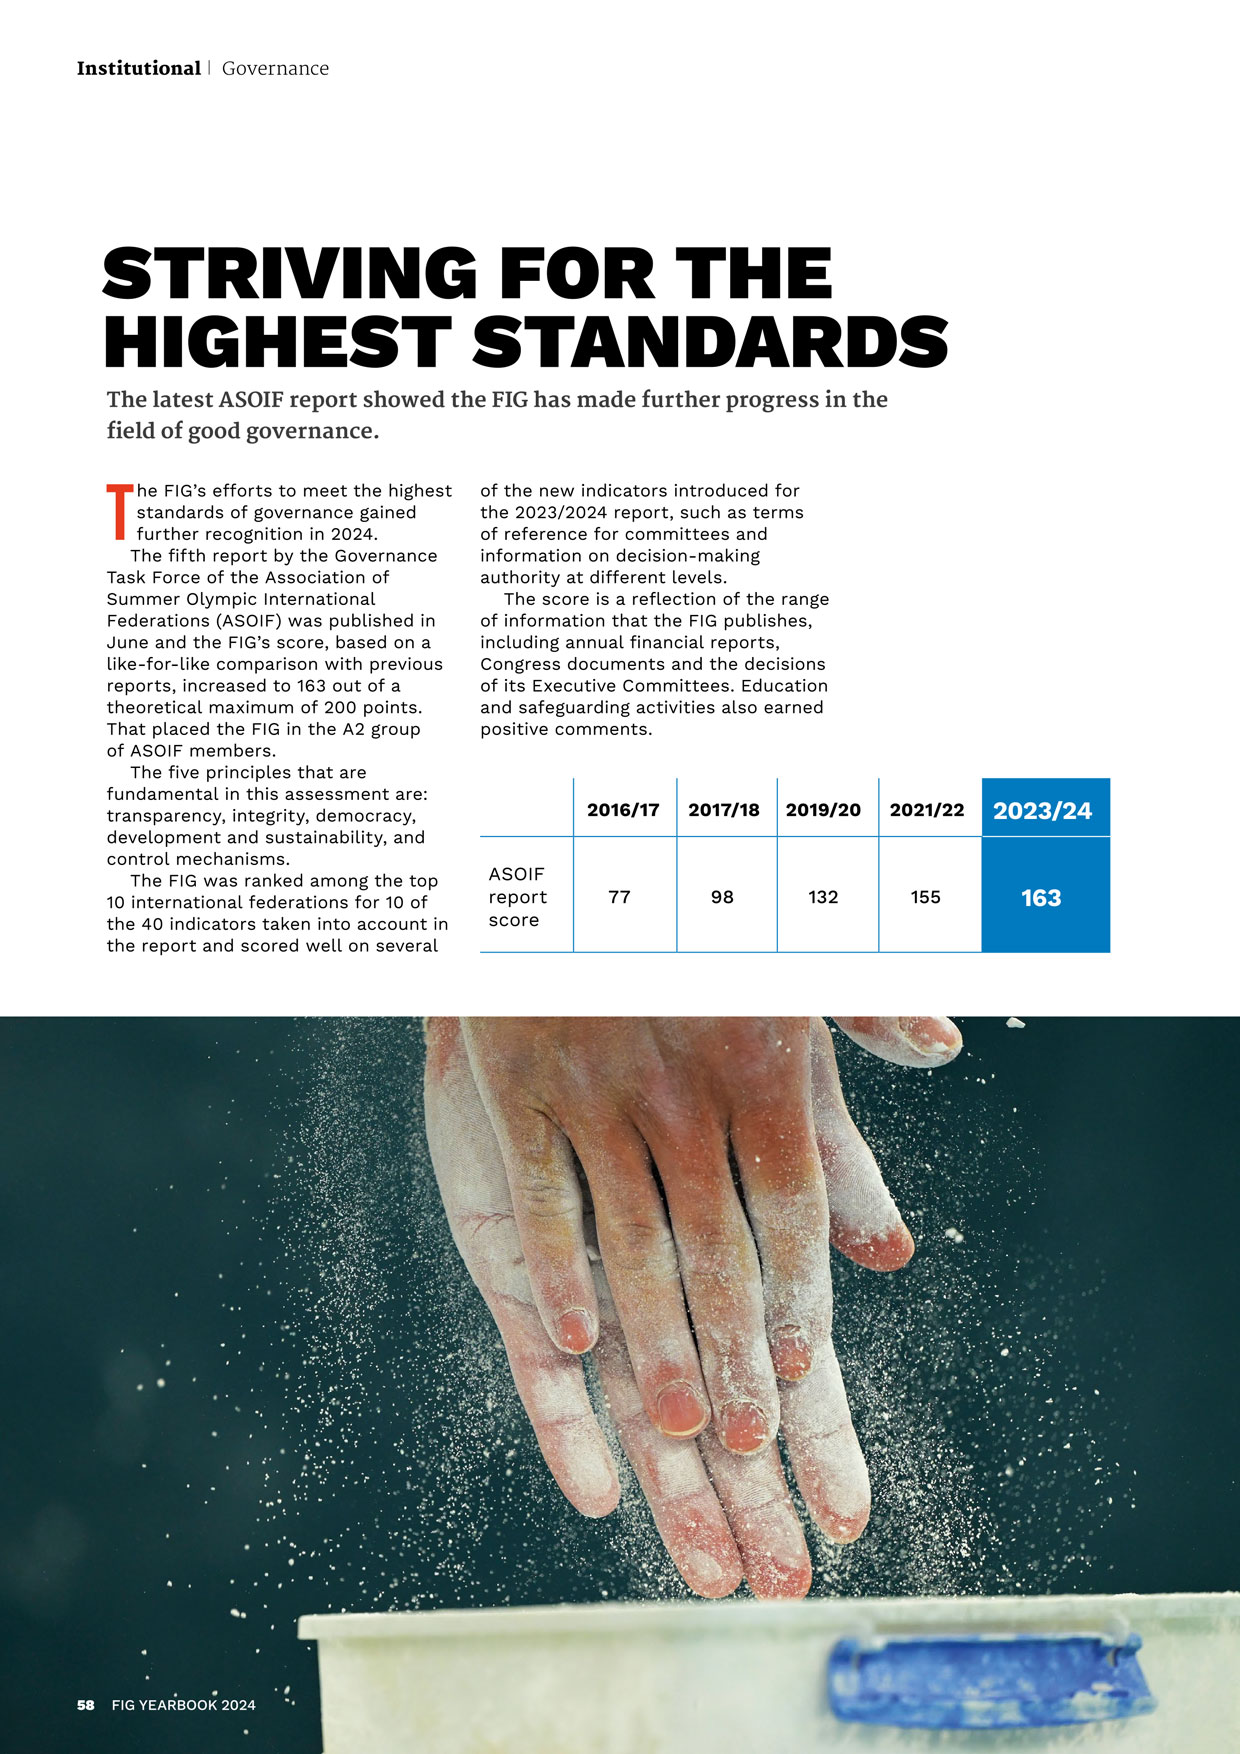 Institutional | Governance
STRIVING FOR THE
HIGHEST STANDARDS
The latest ASOIF report showed the FIG has made further progress in the
field of good governance.
The FIG’s efforts to meet the highest
standards of governance gained
further recognition in 2024.
The fifth report by the Governance
Task Force of the Association of
Summer Olympic International
Federations (ASOIF) was published in
June and the FIG’s score, based on a
like-for-like comparison with previous
reports, increased to 163 out of a
theoretical maximum of 200 points.
That placed the FIG in the A2 group
of ASOIF members.
The five principles that are
fundamental in this assessment are:
transparency, integrity, democracy,
development and sustainability, and
control mechanisms.
The FIG was ranked among the top
10 international federations for 10 of
the 40 indicators taken into account in
the report and scored well on several
of the new indicators introduced for
the 2023/2024 report, such as terms
of reference for committees and
information on decision-making
authority at different levels.
The score is a reflection of the range
of information that the FIG publishes,
including annual financial reports,
Congress documents and the decisions
of its Executive Committees. Education
and safeguarding activities also earned
positive comments.
2016/17 2017/18 2019/20 2021/22 2023/24
ASOIF
report 77 98 132 155 163
score
58 FIG YEARBOOK 2024